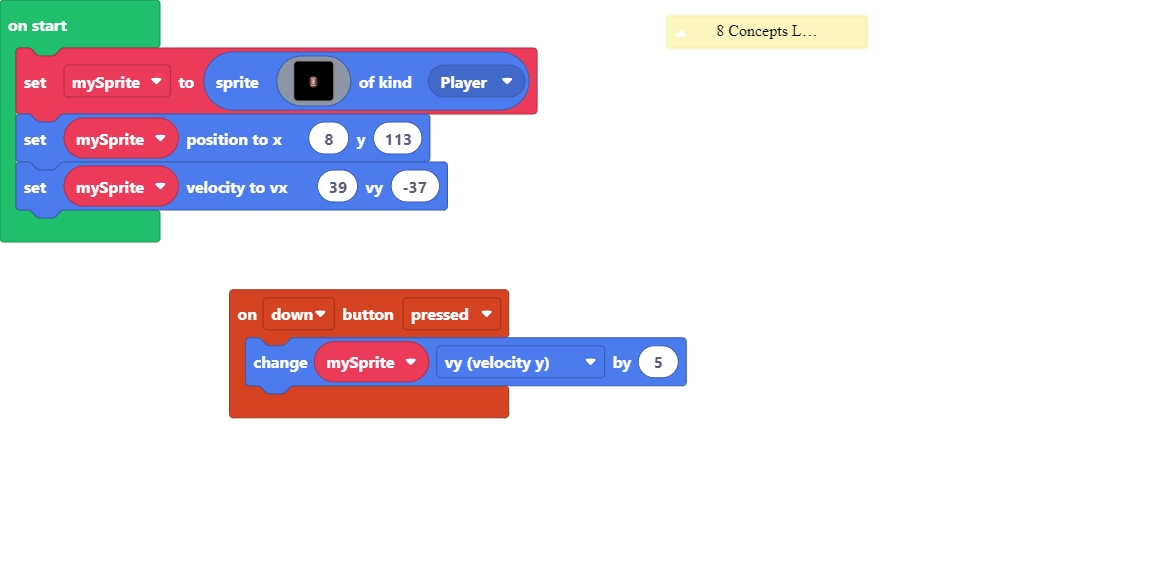 on start
set mySprite to sprite of kind Player
set mySprite position to x 8 y 113
set mySprite velocity to vx 39 vy -37
8 Concepts L…
on down button pressed
change mySprite vy (velocity y) by 5